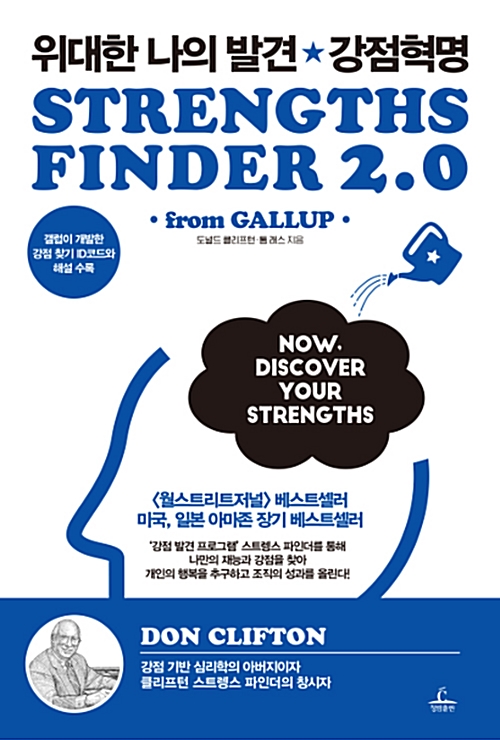 위대한 나의 발견★강점혁명
STRENGTHS
FINDER 2.0
• from GALLUP •
도널드 클리프턴·톰 래스 지음
갤럽이 개발한
강점 찾기 ID코드와
해설 수록
NOW,
DISCOVER
YOUR
STRENGTHS
〈월스트리트저널〉 베스트셀러
미국, 일본 아마존 장기 베스트셀러
‘강점 발견 프로그램’ 스트렝스 파인더를 통해
나만의 재능과 강점을 찾아
개인의 행복을 추구하고 조직의 성과를 올린다!
DON CLIFTON
강점 기반 심리학의 아버지이자
클리프턴 스트렝스 파인더의 창시자
청림출판